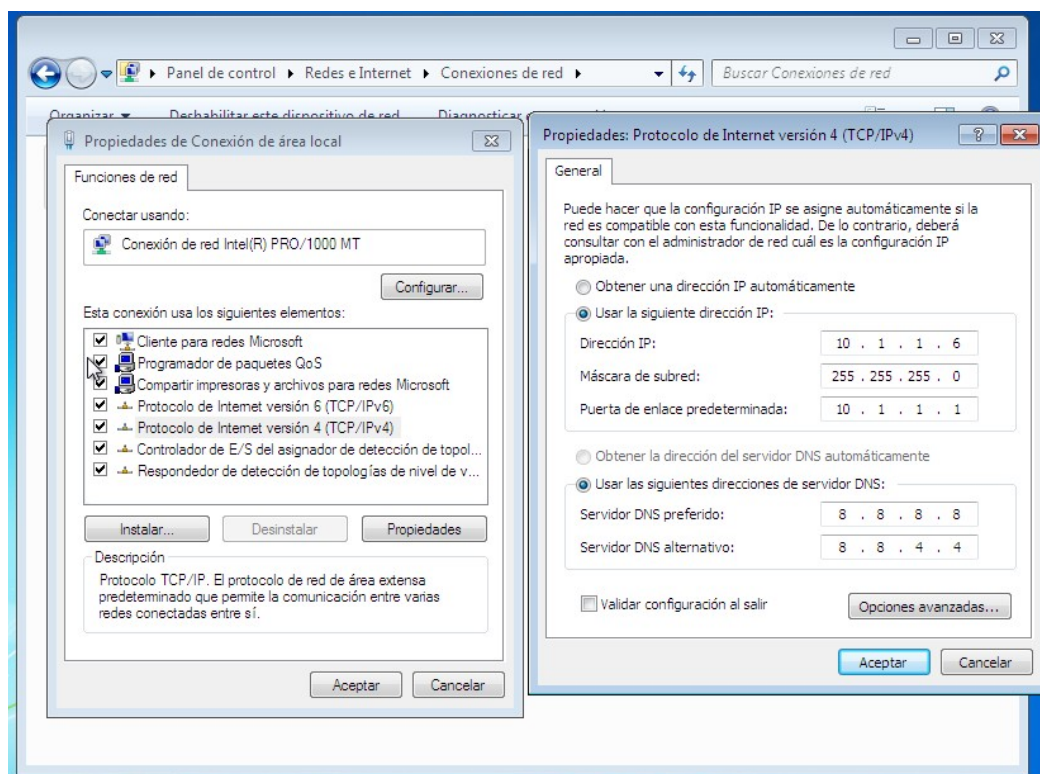 Panel de control
Redes e Internet
Conexiones de red
Buscar Conexiones de red
Organizar
Deshabilitar este dispositivo de red
Diagnosticar
Propiedades de Conexión de área local
Funciones de red
Conectar usando:
Conexión de red Intel(R) PRO/1000 MT
Configurar...
Esta conexión usa los siguientes elementos:
Cliente para redes Microsoft
Programador de paquetes QoS
Compartir impresoras y archivos para redes Microsoft
Protocolo de Internet versión 6 (TCP/IPv6)
Protocolo de Internet versión 4 (TCP/IPv4)
Controlador de E/S del asignador de detección de topol...
Respondedor de detección de topologías de nivel de v...
Instalar...
Desinstalar
Propiedades
Descripción
Protocolo TCP/IP. El protocolo de red de área extensa
predeterminado que permite la comunicación entre varias
redes conectadas entre sí.
Aceptar
Cancelar
Propiedades: Protocolo de Internet versión 4 (TCP/IPv4)
General
Puede hacer que la configuración IP se asigne automáticamente si la
red es compatible con esta funcionalidad. De lo contrario, deberá
consultar con el administrador de red cuál es la configuración IP
apropiada.
Obtener una dirección IP automáticamente
Usar la siguiente dirección IP:
Dirección IP: 10 . 1 . 1 . 6
Máscara de subred: 255 . 255 . 255 . 0
Puerta de enlace predeterminada: 10 . 1 . 1 . 1
Obtener la dirección del servidor DNS automáticamente
Usar las siguientes direcciones de servidor DNS:
Servidor DNS preferido: 8 . 8 . 8 . 8
Servidor DNS alternativo: 8 . 8 . 4 . 4
Validar configuración al salir
Opciones avanzadas...
Aceptar
Cancelar